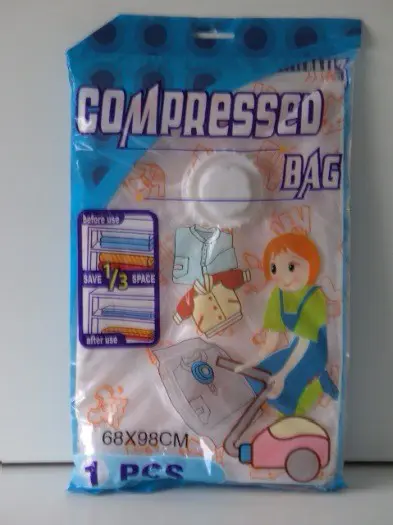 COMPRESSED
BAG
before use
SAVE 1/3 SPACE
after use
68X98CM
1 PCS